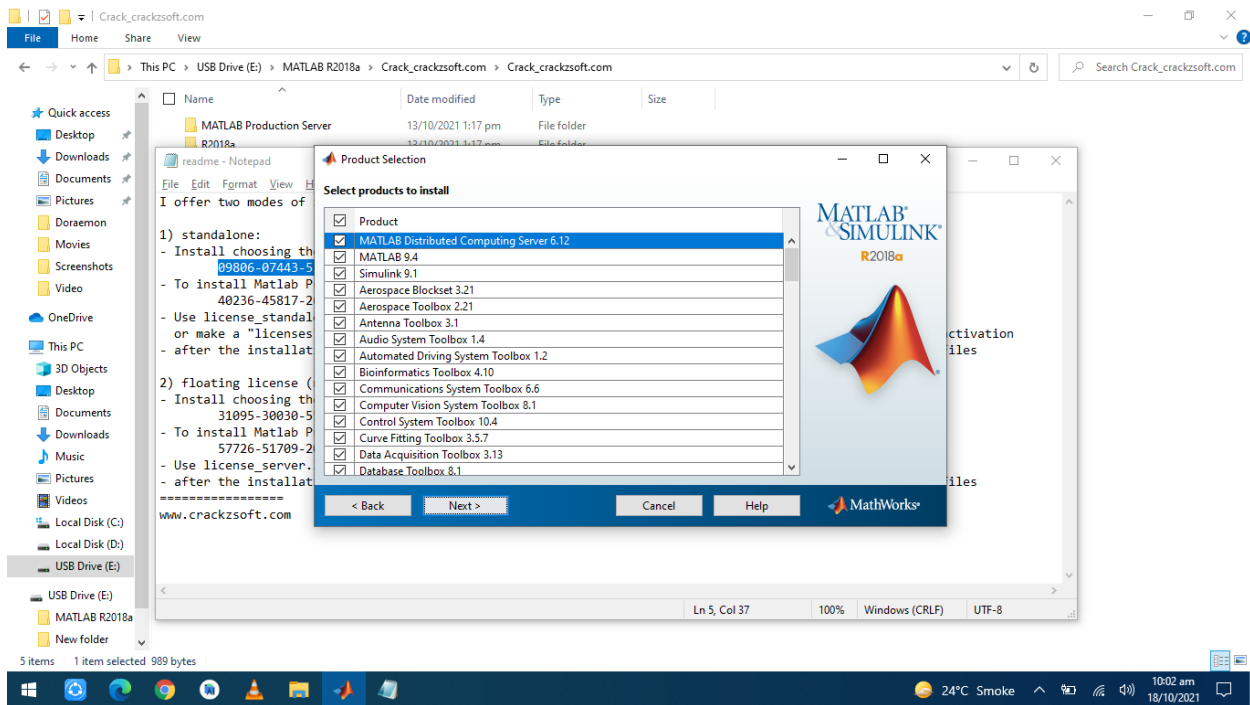 Crack_crackzsoft.com
File Home Share View
This PC > USB Drive (E:) > MATLAB R2018a > Crack_crackzsoft.com > Crack_crackzsoft.com
Search Crack_crackzsoft.com
Name Date modified Type Size
MATLAB Production Server 13/10/2021 1:17 pm File folder
R2018a 13/10/2021 1:17 pm File folder
Quick access
Desktop
Downloads
Documents
Pictures
Doraemon
Movies
Screenshots
Video
OneDrive
This PC
3D Objects
Desktop
Documents
Downloads
Music
Pictures
Videos
Local Disk (C:)
Local Disk (D:)
USB Drive (E:)
USB Drive (E:)
MATLAB R2018a
New folder
5 items 1 item selected 989 bytes
readme - Notepad
File Edit Format View H
I offer two modes of
1) standalone:
- Install choosing th
09806-07443-5
- To install Matlab P
40236-45817-2
- Use license_standal
or make a "licenses ctivation
- after the installat iles
2) floating license (
- Install choosing th
31095-30030-5
- To install Matlab P
57726-51709-2
- Use license_server.
- after the installat iles
=================
www.crackzsoft.com
Ln 5, Col 37 100% Windows (CRLF) UTF-8
Product Selection
Select products to install
Product
MATLAB Distributed Computing Server 6.12
MATLAB 9.4
Simulink 9.1
Aerospace Blockset 3.21
Aerospace Toolbox 2.21
Antenna Toolbox 3.1
Audio System Toolbox 1.4
Automated Driving System Toolbox 1.2
Bioinformatics Toolbox 4.10
Communications System Toolbox 6.6
Computer Vision System Toolbox 8.1
Control System Toolbox 10.4
Curve Fitting Toolbox 3.5.7
Data Acquisition Toolbox 3.13
Database Toolbox 8.1
MATLAB®
&SIMULINK®
R2018a
< Back Next > Cancel Help
MathWorks®
24°C Smoke
10:02 am
18/10/2021